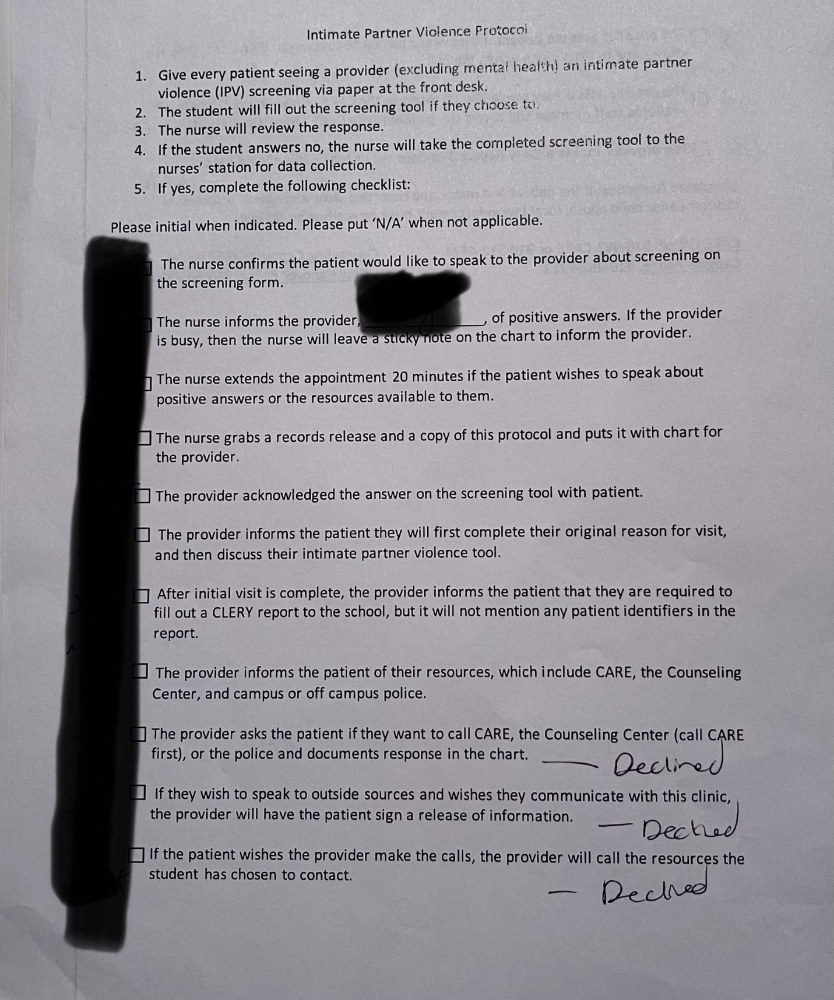 Intimate Partner Violence Protocol
1. Give every patient seeing a provider (excluding mental health) an intimate partner
violence (IPV) screening via paper at the front desk.
2. The student will fill out the screening tool if they choose to.
3. The nurse will review the response.
4. If the student answers no, the nurse will take the completed screening tool to the
nurses’ station for data collection.
5. If yes, complete the following checklist:
Please initial when indicated. Please put ‘N/A’ when not applicable.
The nurse confirms the patient would like to speak to the provider about screening on
the screening form.
The nurse informs the provider, , of positive answers. If the provider
is busy, then the nurse will leave a sticky note on the chart to inform the provider.
The nurse extends the appointment 20 minutes if the patient wishes to speak about
positive answers or the resources available to them.
The nurse grabs a records release and a copy of this protocol and puts it with chart for
the provider.
The provider acknowledged the answer on the screening tool with patient.
The provider informs the patient they will first complete their original reason for visit,
and then discuss their intimate partner violence tool.
After initial visit is complete, the provider informs the patient that they are required to
fill out a CLERY report to the school, but it will not mention any patient identifiers in the
report.
The provider informs the patient of their resources, which include CARE, the Counseling
Center, and campus or off campus police.
The provider asks the patient if they want to call CARE, the Counseling Center (call CARE
first), or the police and documents response in the chart. — Declined
If they wish to speak to outside sources and wishes they communicate with this clinic,
the provider will have the patient sign a release of information. — Declined
If the patient wishes the provider make the calls, the provider will call the resources the
student has chosen to contact. — Declined